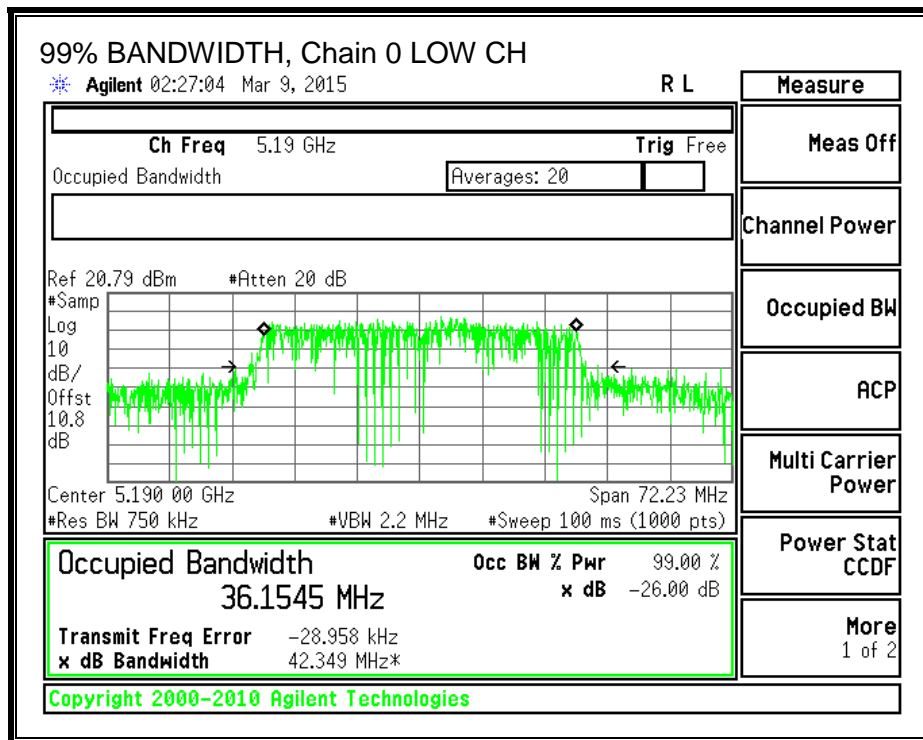 99% BANDWIDTH, Chain 0 LOW CH
Agilent 02:27:04 Mar 9, 2015 R L
Measure
Ch Freq 5.19 GHz Trig Free
Meas Off
Occupied Bandwidth Averages: 20
Channel Power
Ref 20.79 dBm #Atten 20 dB
#Samp
Log
10
dB/
Offst
10.8
dB
Occupied BW
ACP
Center 5.190 00 GHz Span 72.23 MHz
#Res BW 750 kHz #VBW 2.2 MHz #Sweep 100 ms (1000 pts)
Multi Carrier
Power
Occupied Bandwidth Occ BW % Pwr 99.00 %
36.1545 MHz x dB -26.00 dB
Power Stat
CCDF
Transmit Freq Error -28.958 kHz
x dB Bandwidth 42.349 MHz*
More
1 of 2
Copyright 2000-2010 Agilent Technologies